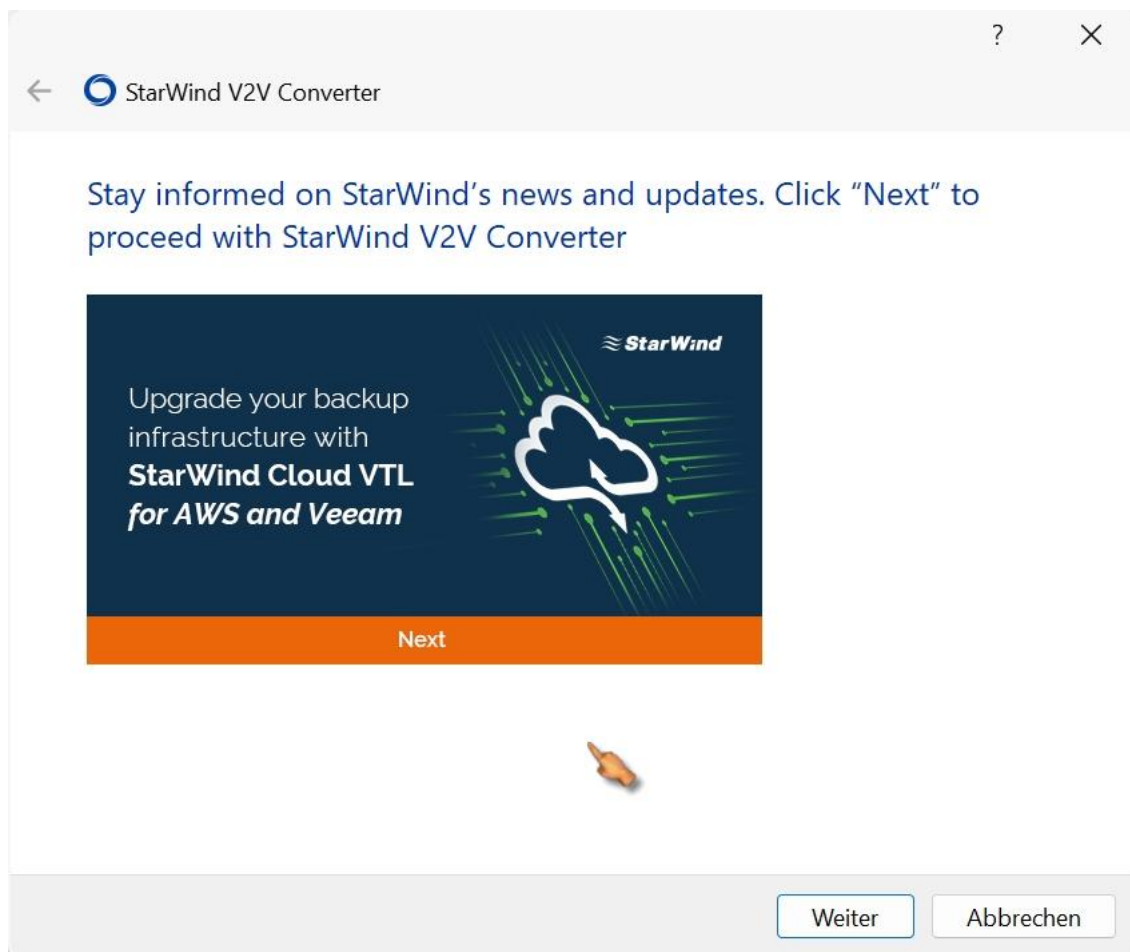 ?
StarWind V2V Converter
Stay informed on StarWind’s news and updates. Click “Next” to
proceed with StarWind V2V Converter
StarWind
Upgrade your backup
infrastructure with
StarWind Cloud VTL
for AWS and Veeam
Next
Weiter Abbrechen